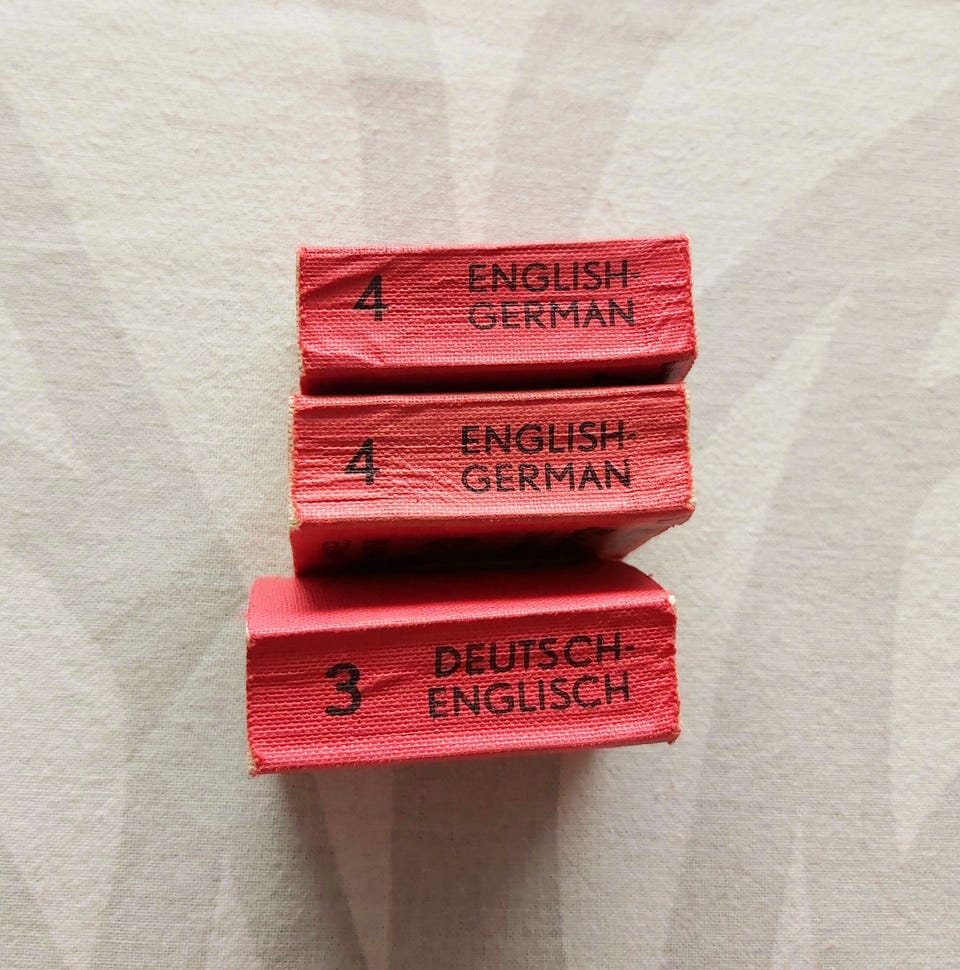 4 ENGLISH-
GERMAN
4 ENGLISH-
GERMAN
3 DEUTSCH-
ENGLISCH